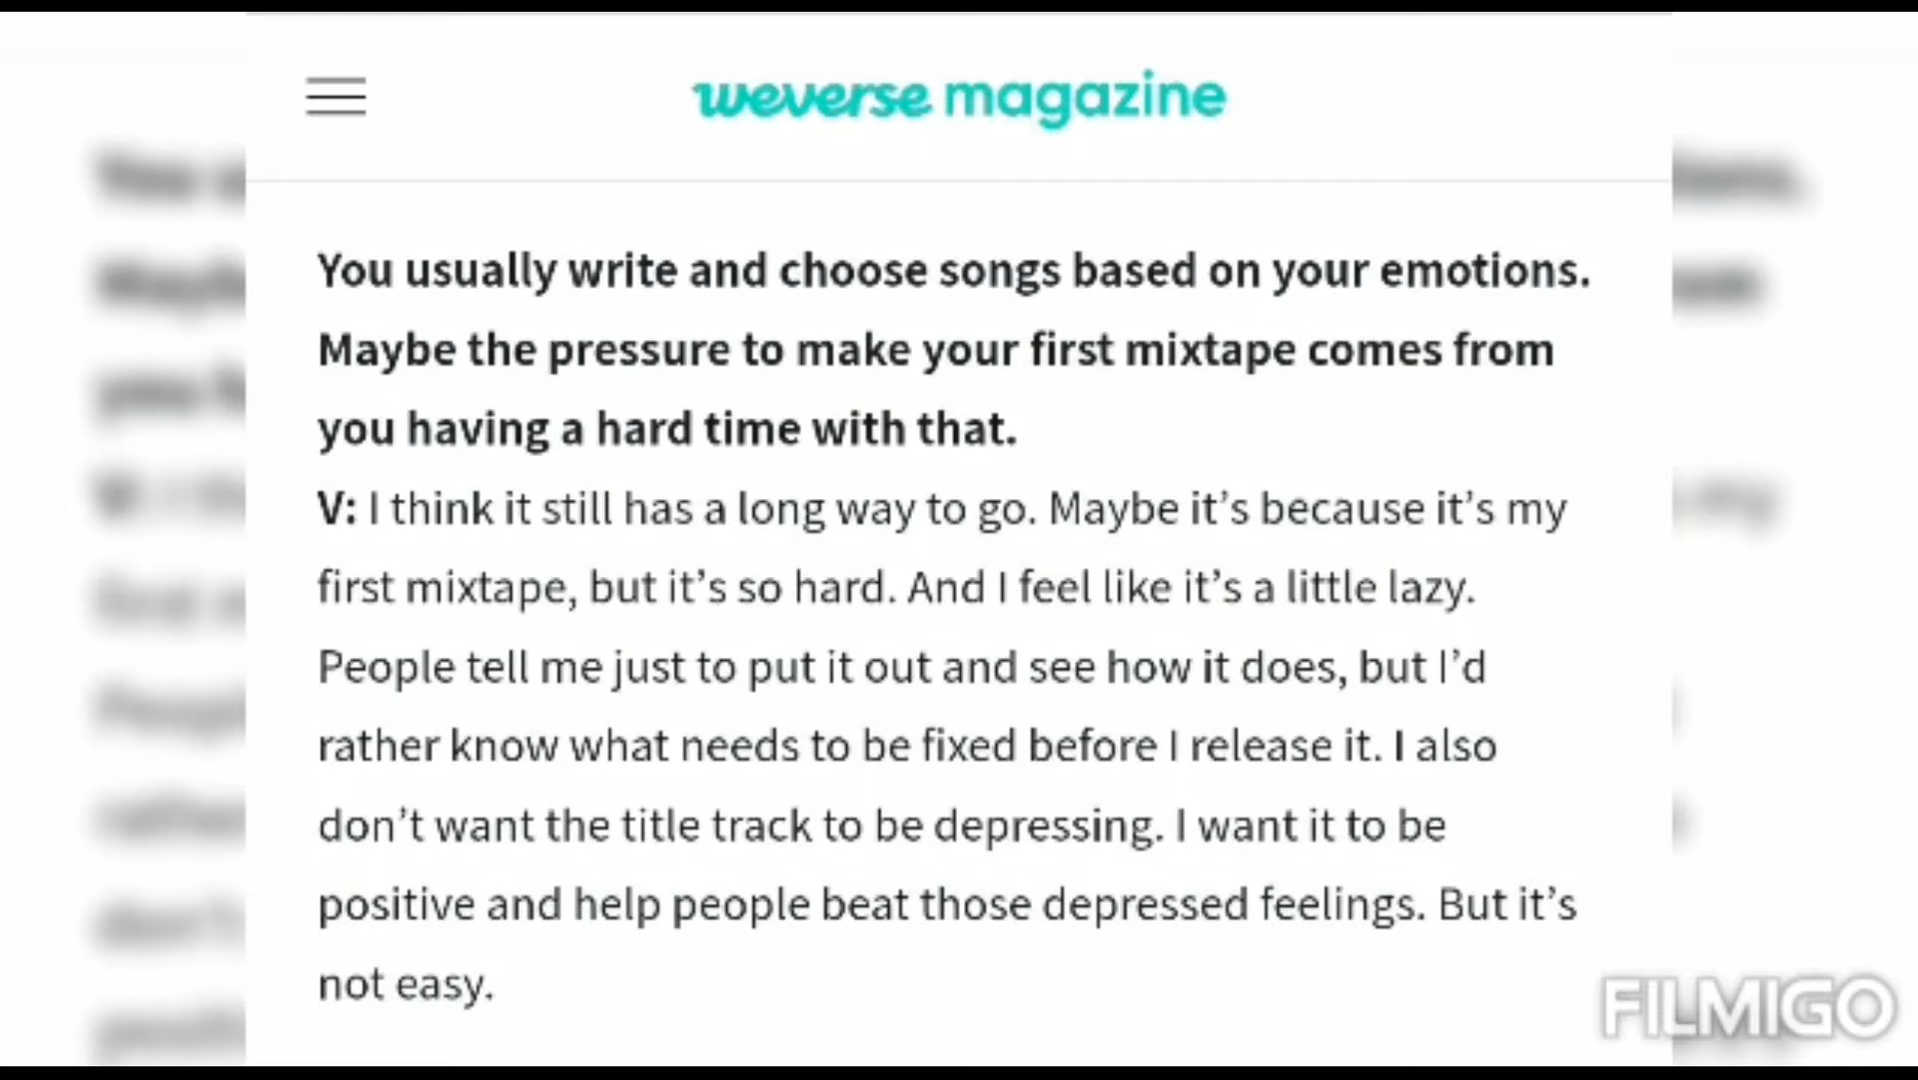 weverse magazine
You usually write and choose songs based on your emotions.
Maybe the pressure to make your first mixtape comes from
you having a hard time with that.
V: I think it still has a long way to go. Maybe it’s because it’s my
first mixtape, but it’s so hard. And I feel like it’s a little lazy.
People tell me just to put it out and see how it does, but I’d
rather know what needs to be fixed before I release it. I also
don’t want the title track to be depressing. I want it to be
positive and help people beat those depressed feelings. But it’s
not easy.
FILMIGO